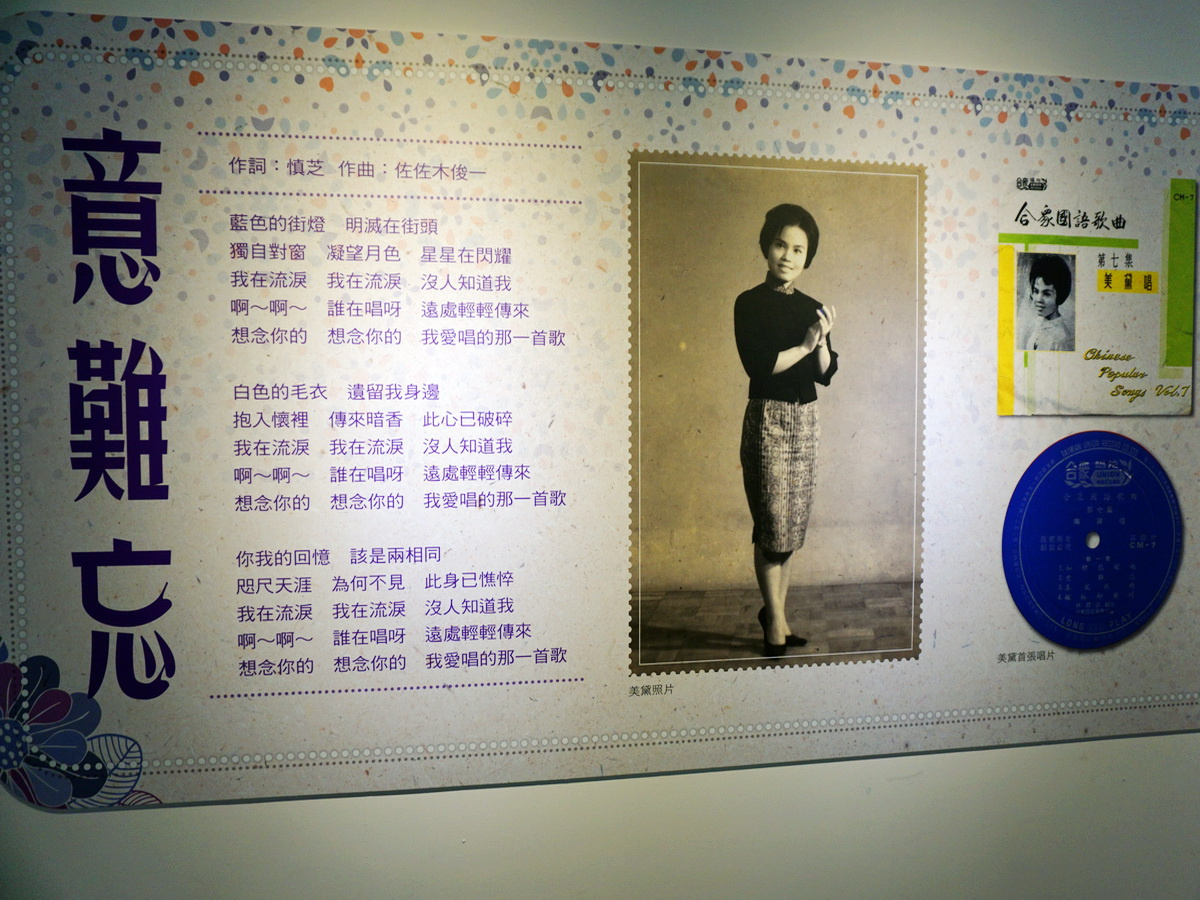 意難忘
作詞：慎芝 作曲：佐佐木俊一
藍色的街燈 明滅在街頭
獨自對窗 凝望月色 星星在閃耀
我在流淚 我在流淚 沒人知道我
啊～啊～ 誰在唱呀 遠處輕輕傳來
想念你的 想念你的 我愛唱的那一首歌
白色的毛衣 遺留我身邊
抱入懷裡 傳來暗香 此心已破碎
我在流淚 我在流淚 沒人知道我
啊～啊～ 誰在唱呀 遠處輕輕傳來
想念你的 想念你的 我愛唱的那一首歌
你我的回憶 該是兩相同
咫尺天涯 為何不見 此身已憔悴
我在流淚 我在流淚 沒人知道我
啊～啊～ 誰在唱呀 遠處輕輕傳來
想念你的 想念你的 我愛唱的那一首歌
美黛照片
CM-7
合衆國語歌曲
第七集
美黛唱
Chinese
Popular
Songs Vol.7
合衆
UNION
CM-7
LONG PLAY
美黛首張唱片